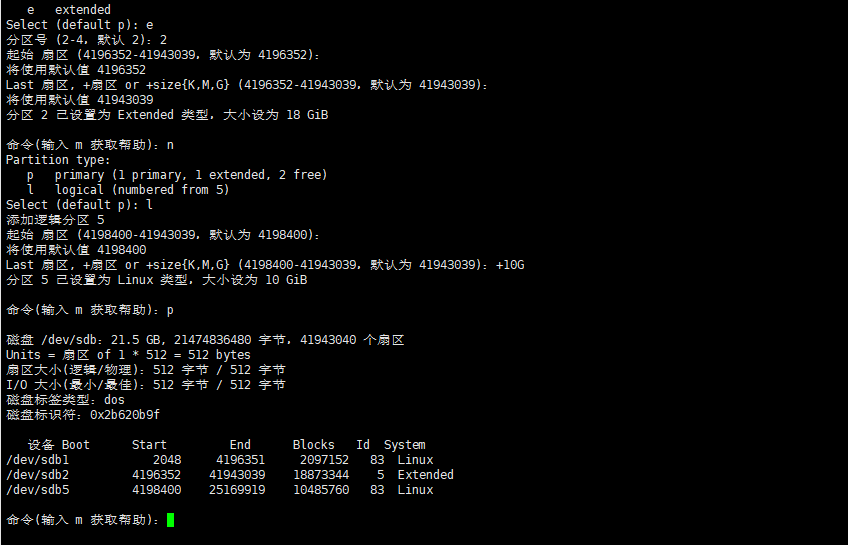 e   extended
Select (default p): e
分区号 (2-4，默认 2)：2
起始 扇区 (4196352-41943039，默认为 4196352)：
将使用默认值 4196352
Last 扇区, +扇区 or +size{K,M,G} (4196352-41943039，默认为 41943039)：
将使用默认值 41943039
分区 2 已设置为 Extended 类型，大小设为 18 GiB

命令(输入 m 获取帮助)：n
Partition type:
   p   primary (1 primary, 1 extended, 2 free)
   l   logical (numbered from 5)
Select (default p): l
添加逻辑分区 5
起始 扇区 (4198400-41943039，默认为 4198400)：
将使用默认值 4198400
Last 扇区, +扇区 or +size{K,M,G} (4198400-41943039，默认为 41943039)：+10G
分区 5 已设置为 Linux 类型，大小设为 10 GiB

命令(输入 m 获取帮助)：p

磁盘 /dev/sdb：21.5 GB, 21474836480 字节，41943040 个扇区
Units = 扇区 of 1 * 512 = 512 bytes
扇区大小(逻辑/物理)：512 字节 / 512 字节
I/O 大小(最小/最佳)：512 字节 / 512 字节
磁盘标签类型：dos
磁盘标识符：0x2b620b9f

   设备 Boot      Start         End      Blocks   Id  System
/dev/sdb1            2048     4196351     2097152   83  Linux
/dev/sdb2         4196352    41943039    18873344    5  Extended
/dev/sdb5         4198400    25169919    10485760   83  Linux

命令(输入 m 获取帮助)：